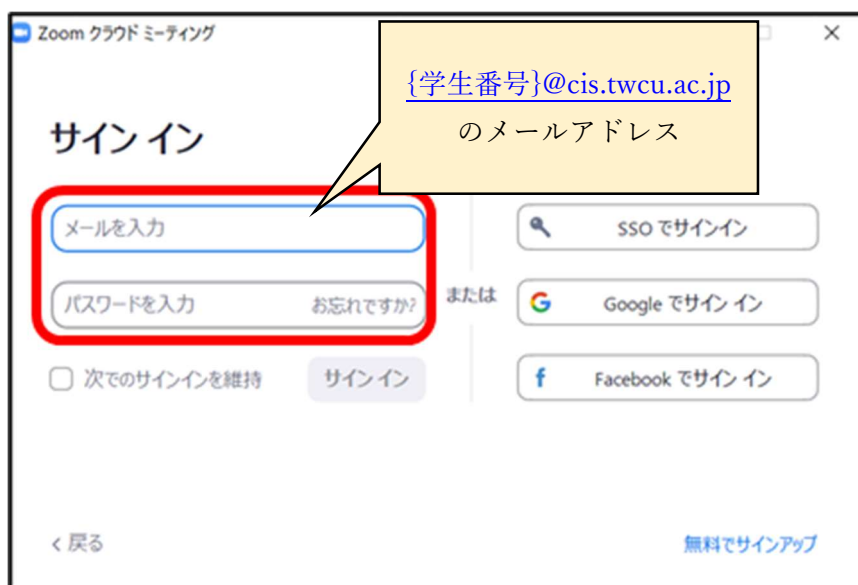 Zoom クラウド ミーティング
{学生番号}@cis.twcu.ac.jp
のメールアドレス
サイン イン
メールを入力
パスワードを入力
お忘れですか?
次でのサインインを維持
サイン イン
または
SSO でサインイン
Google でサイン イン
Facebook でサイン イン
< 戻る
無料でサインアップ